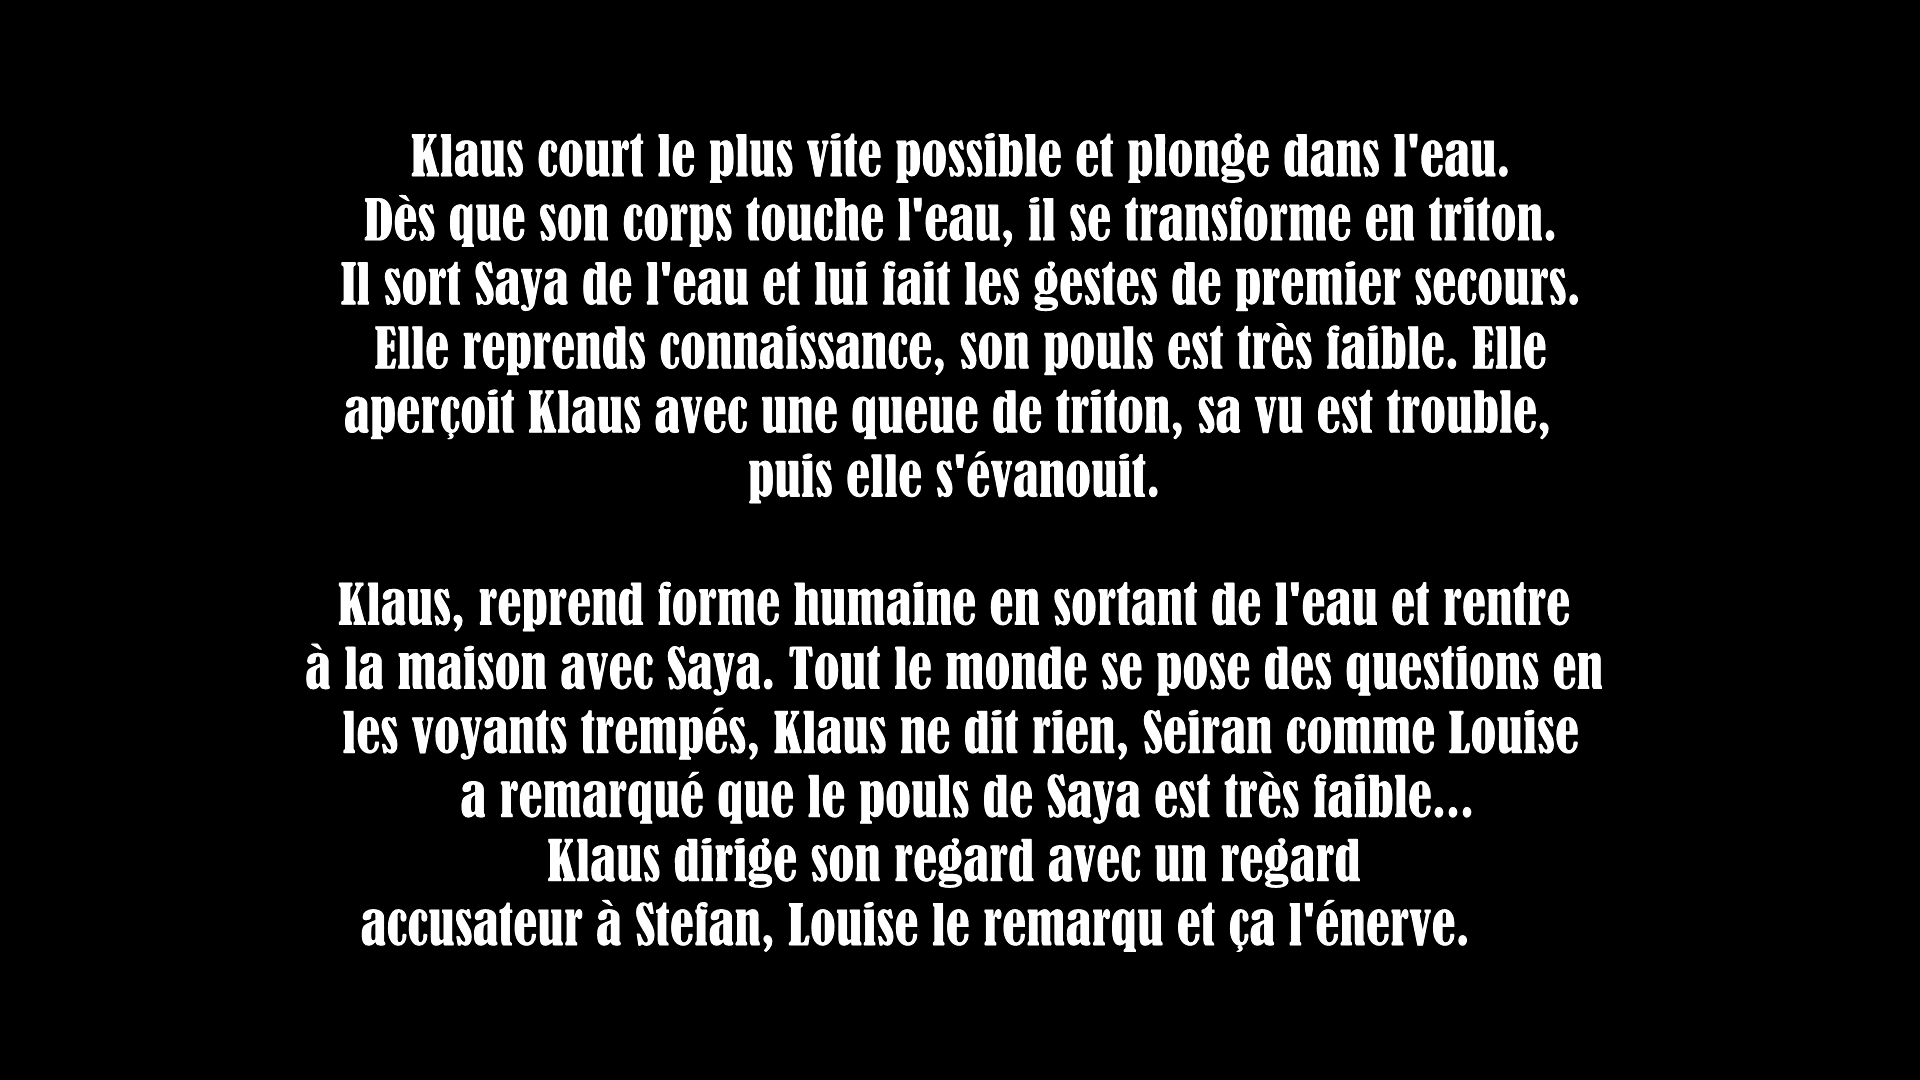 Klaus court le plus vite possible et plonge dans l'eau.
Dès que son corps touche l'eau, il se transforme en triton.
Il sort Saya de l'eau et lui fait les gestes de premier secours.
Elle reprends connaissance, son pouls est très faible. Elle
aperçoit Klaus avec une queue de triton, sa vu est trouble,
puis elle s'évanouit.
Klaus, reprend forme humaine en sortant de l'eau et rentre
à la maison avec Saya. Tout le monde se pose des questions en
les voyants trempés, Klaus ne dit rien, Seiran comme Louise
a remarqué que le pouls de Saya est très faible...
Klaus dirige son regard avec un regard
accusateur à Stefan, Louise le remarqu et ça l'énerve.